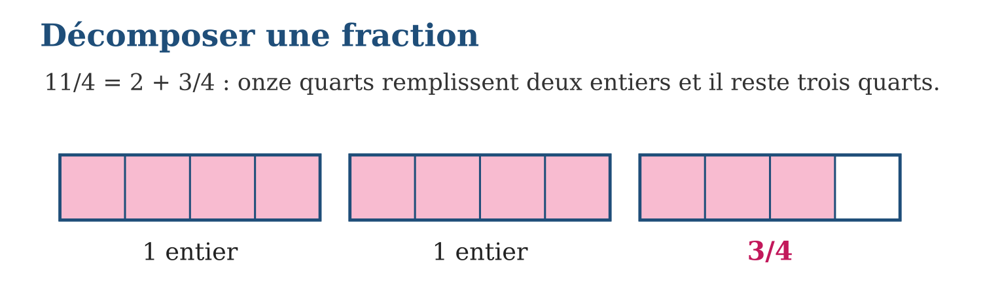 Décomposer une fraction
11/4 = 2 + 3/4 : onze quarts remplissent deux entiers et il reste trois quarts.
1 entier
1 entier
3/4